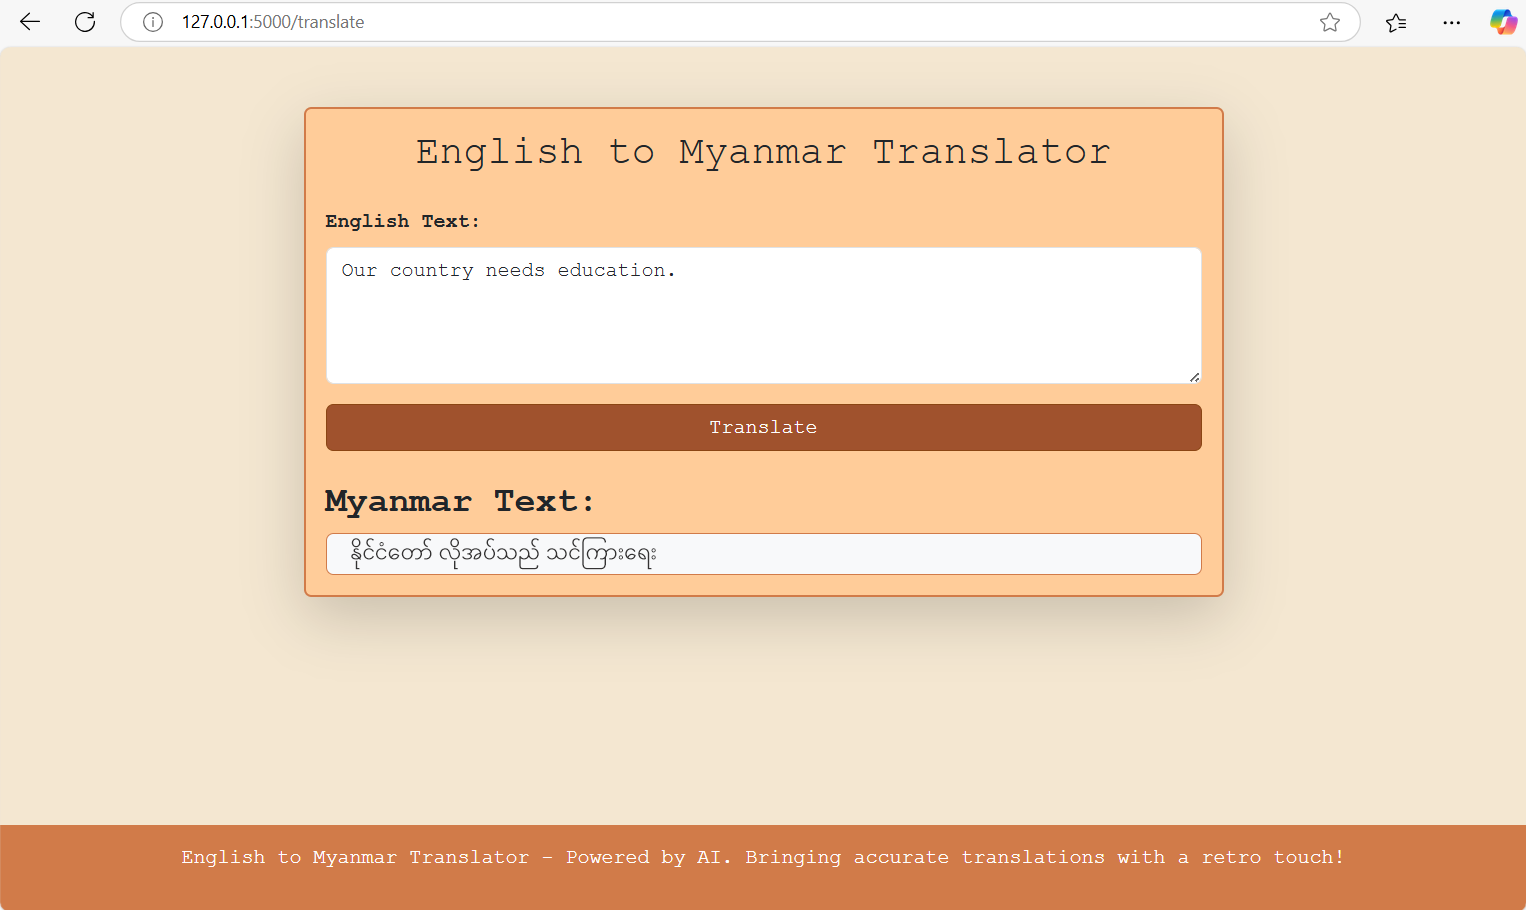 127.0.0.1:5000/translate
English to Myanmar Translator
English Text:
Our country needs education.
Translate
Myanmar Text:
နိုင်ငံတော် လိုအပ်သည် သင်ကြားရေး
English to Myanmar Translator - Powered by AI. Bringing accurate translations with a retro touch!